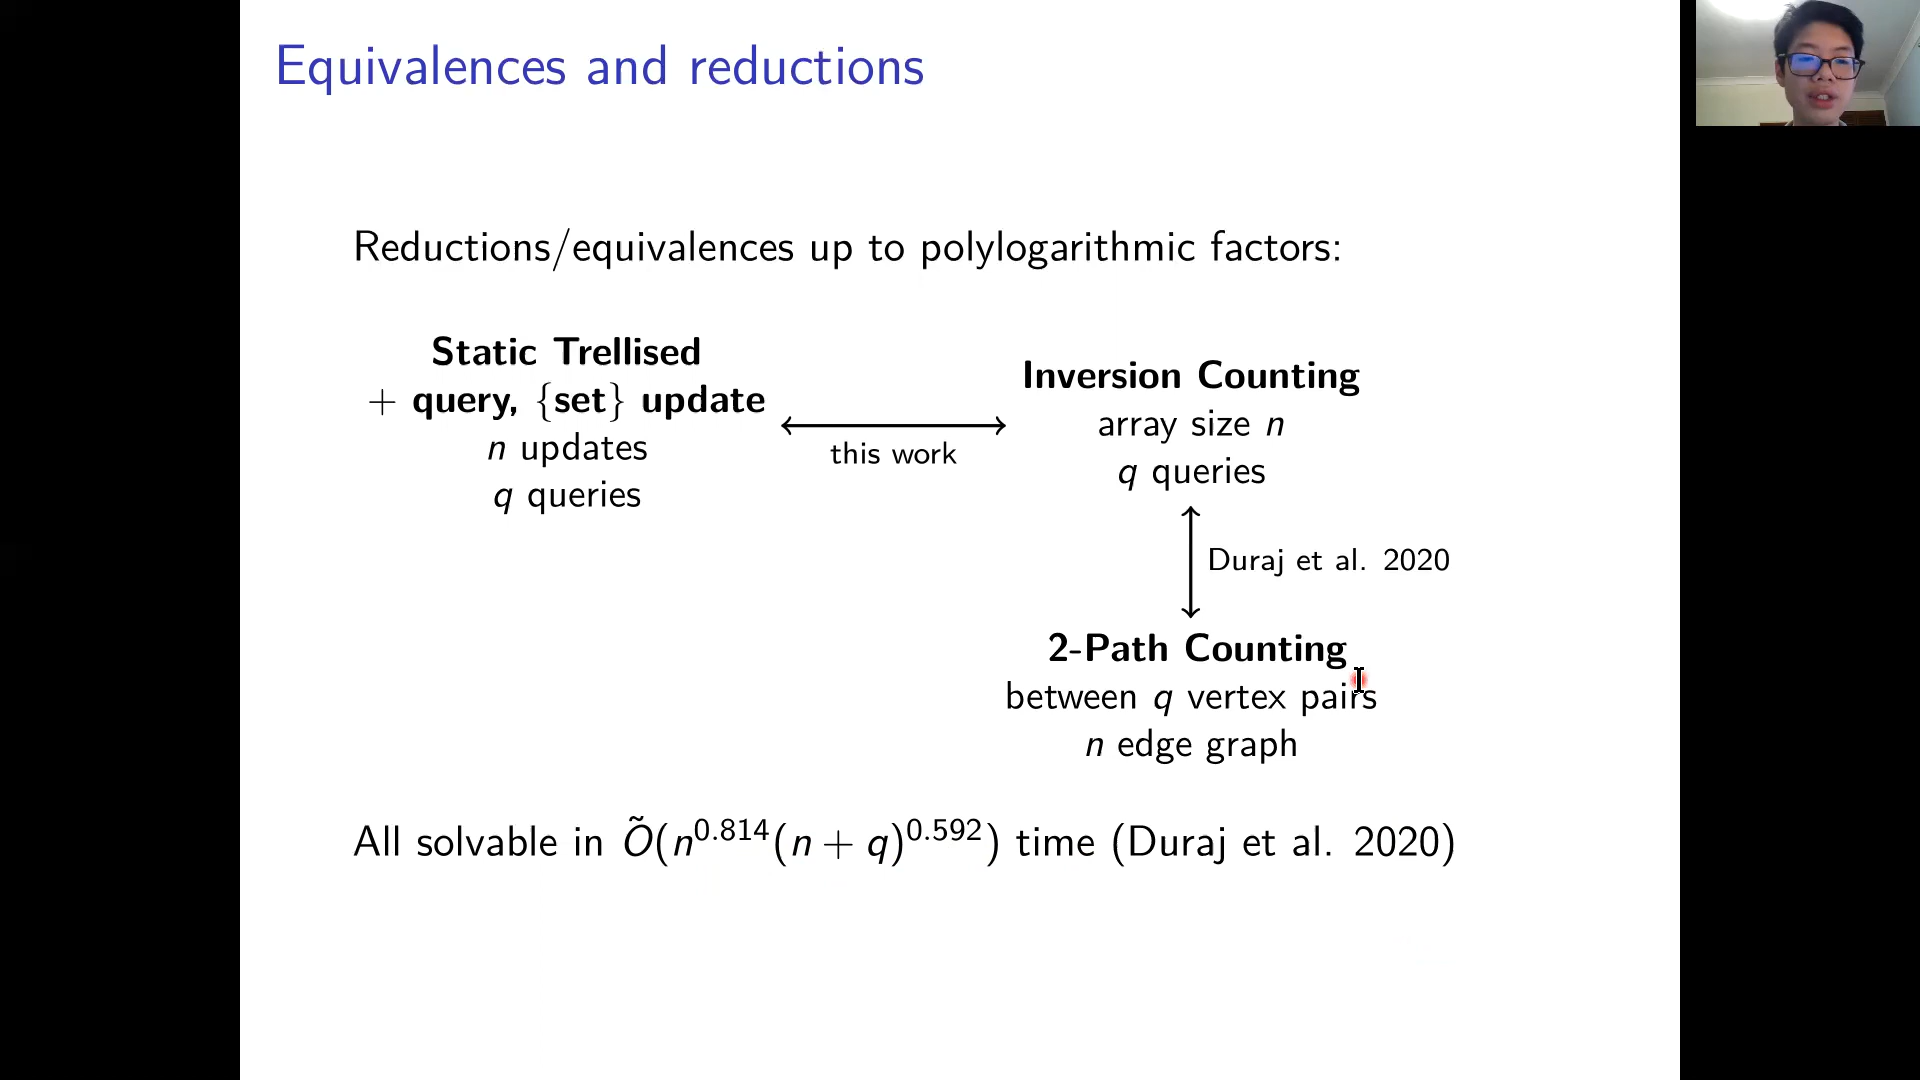 Equivalences and reductions
Reductions/equivalences up to polylogarithmic factors:
Static Trellised
+ query, {set} update
n updates
q queries
this work
Inversion Counting
array size n
q queries
Duraj et al. 2020
2-Path Counting
between q vertex pairs
n edge graph
All solvable in Õ(n^0.814(n + q)^0.592) time (Duraj et al. 2020)